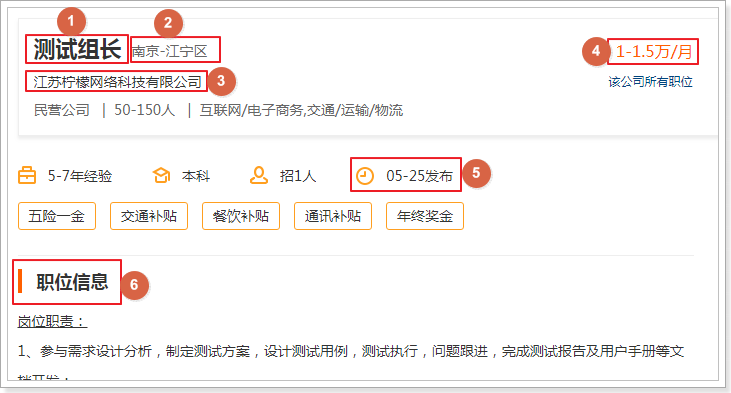 1
2
测试组长 南京-江宁区
4
1-1.5万/月
江苏柠檬网络科技有限公司
3
该公司所有职位
民营公司 | 50-150人 | 互联网/电子商务,交通/运输/物流
5-7年经验 本科 招1人 05-25发布
5
五险一金 交通补贴 餐饮补贴 通讯补贴 年终奖金
职位信息
6
岗位职责：
1、参与需求设计分析，制定测试方案，设计测试用例，测试执行，问题跟进，完成测试报告及用户手册等文